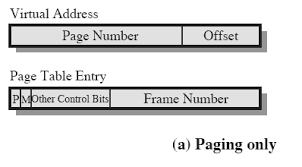 Virtual Address
Page Number Offset
Page Table Entry
P M Other Control Bits Frame Number
(a) Paging only